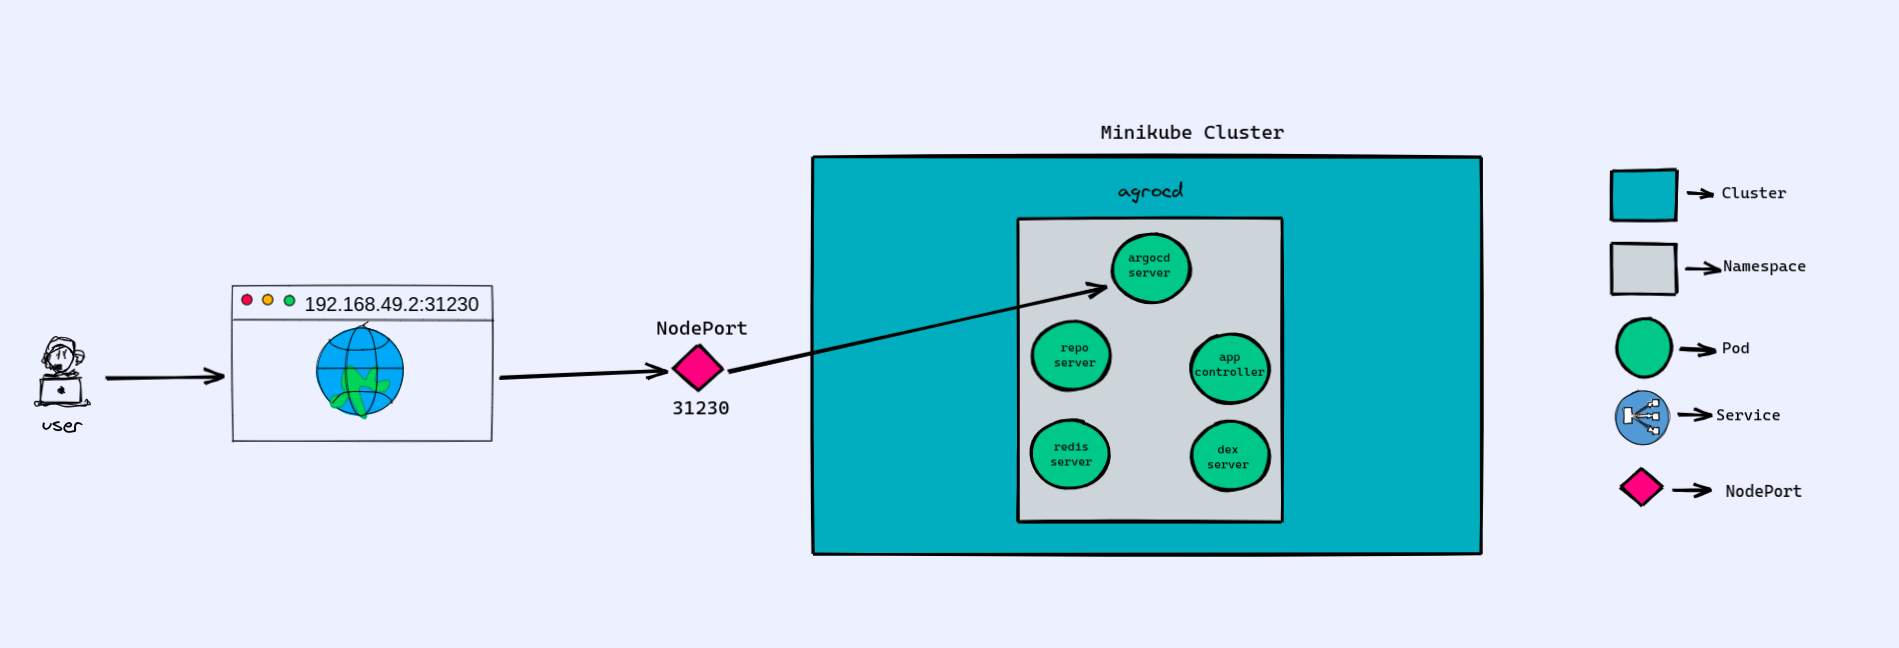 Minikube Cluster
agrocd
argocd
server
192.168.49.2:31230
NodePort
31230
user
repo
server
app
controller
redis
server
dex
server
Cluster
Namespace
Pod
Service
NodePort